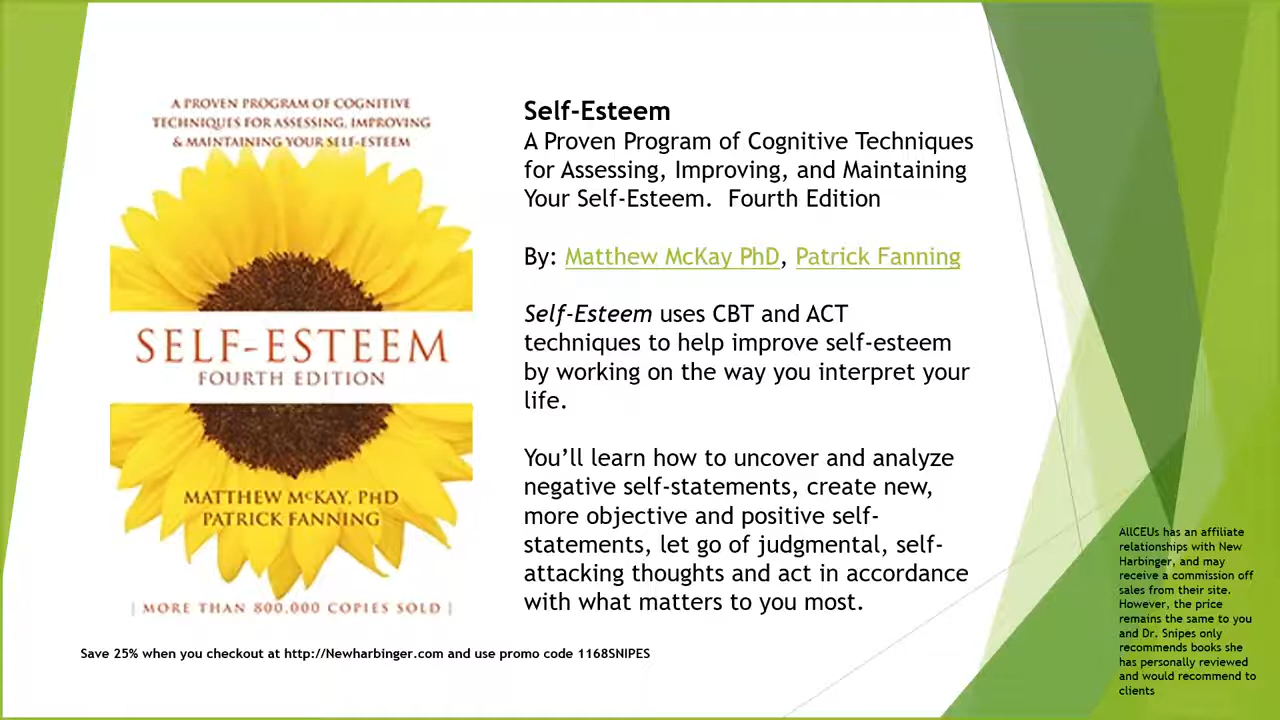 A PROVEN PROGRAM OF COGNITIVE
TECHNIQUES FOR ASSESSING, IMPROVING
& MAINTAINING YOUR SELF-ESTEEM
SELF-ESTEEM
FOURTH EDITION
MATTHEW McKAY, PHD
PATRICK FANNING
| MORE THAN 800,000 COPIES SOLD |
Save 25% when you checkout at http://Newharbinger.com and use promo code 1168SNIPES
Self-Esteem
A Proven Program of Cognitive Techniques
for Assessing, Improving, and Maintaining
Your Self-Esteem.  Fourth Edition
By: Matthew McKay PhD, Patrick Fanning
Self-Esteem uses CBT and ACT
techniques to help improve self-esteem
by working on the way you interpret your
life.
You’ll learn how to uncover and analyze
negative self-statements, create new,
more objective and positive self-
statements, let go of judgmental, self-
attacking thoughts and act in accordance
with what matters to you most.
AllCEUs has an affiliate
relationships with New
Harbinger, and may
receive a commission off
sales from their site.
However, the price
remains the same to you
and Dr. Snipes only
recommends books she
has personally reviewed
and would recommend to
clients